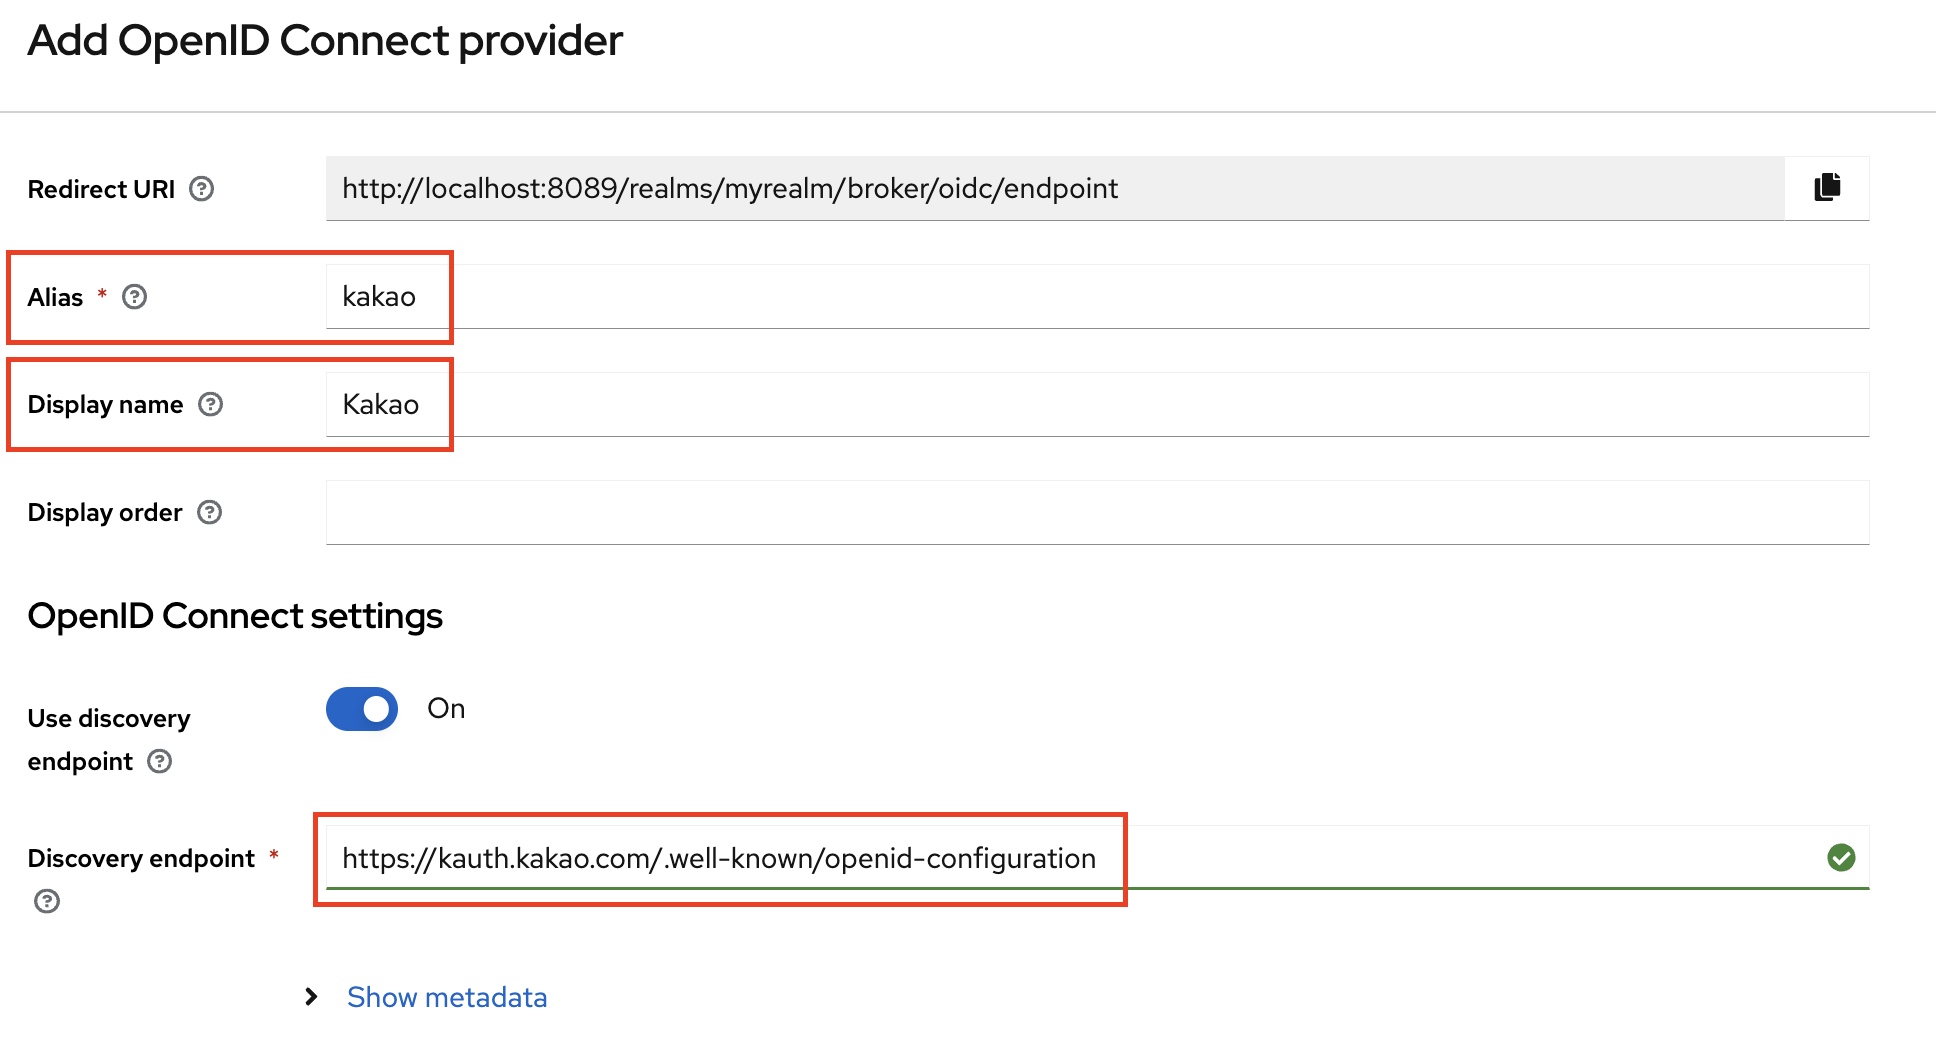 Add OpenID Connect provider
Redirect URI
http://localhost:8089/realms/myrealm/broker/oidc/endpoint
Alias *
kakao
Display name
Kakao
Display order
OpenID Connect settings
Use discovery
endpoint
On
Discovery endpoint *
https://kauth.kakao.com/.well-known/openid-configuration
Show metadata